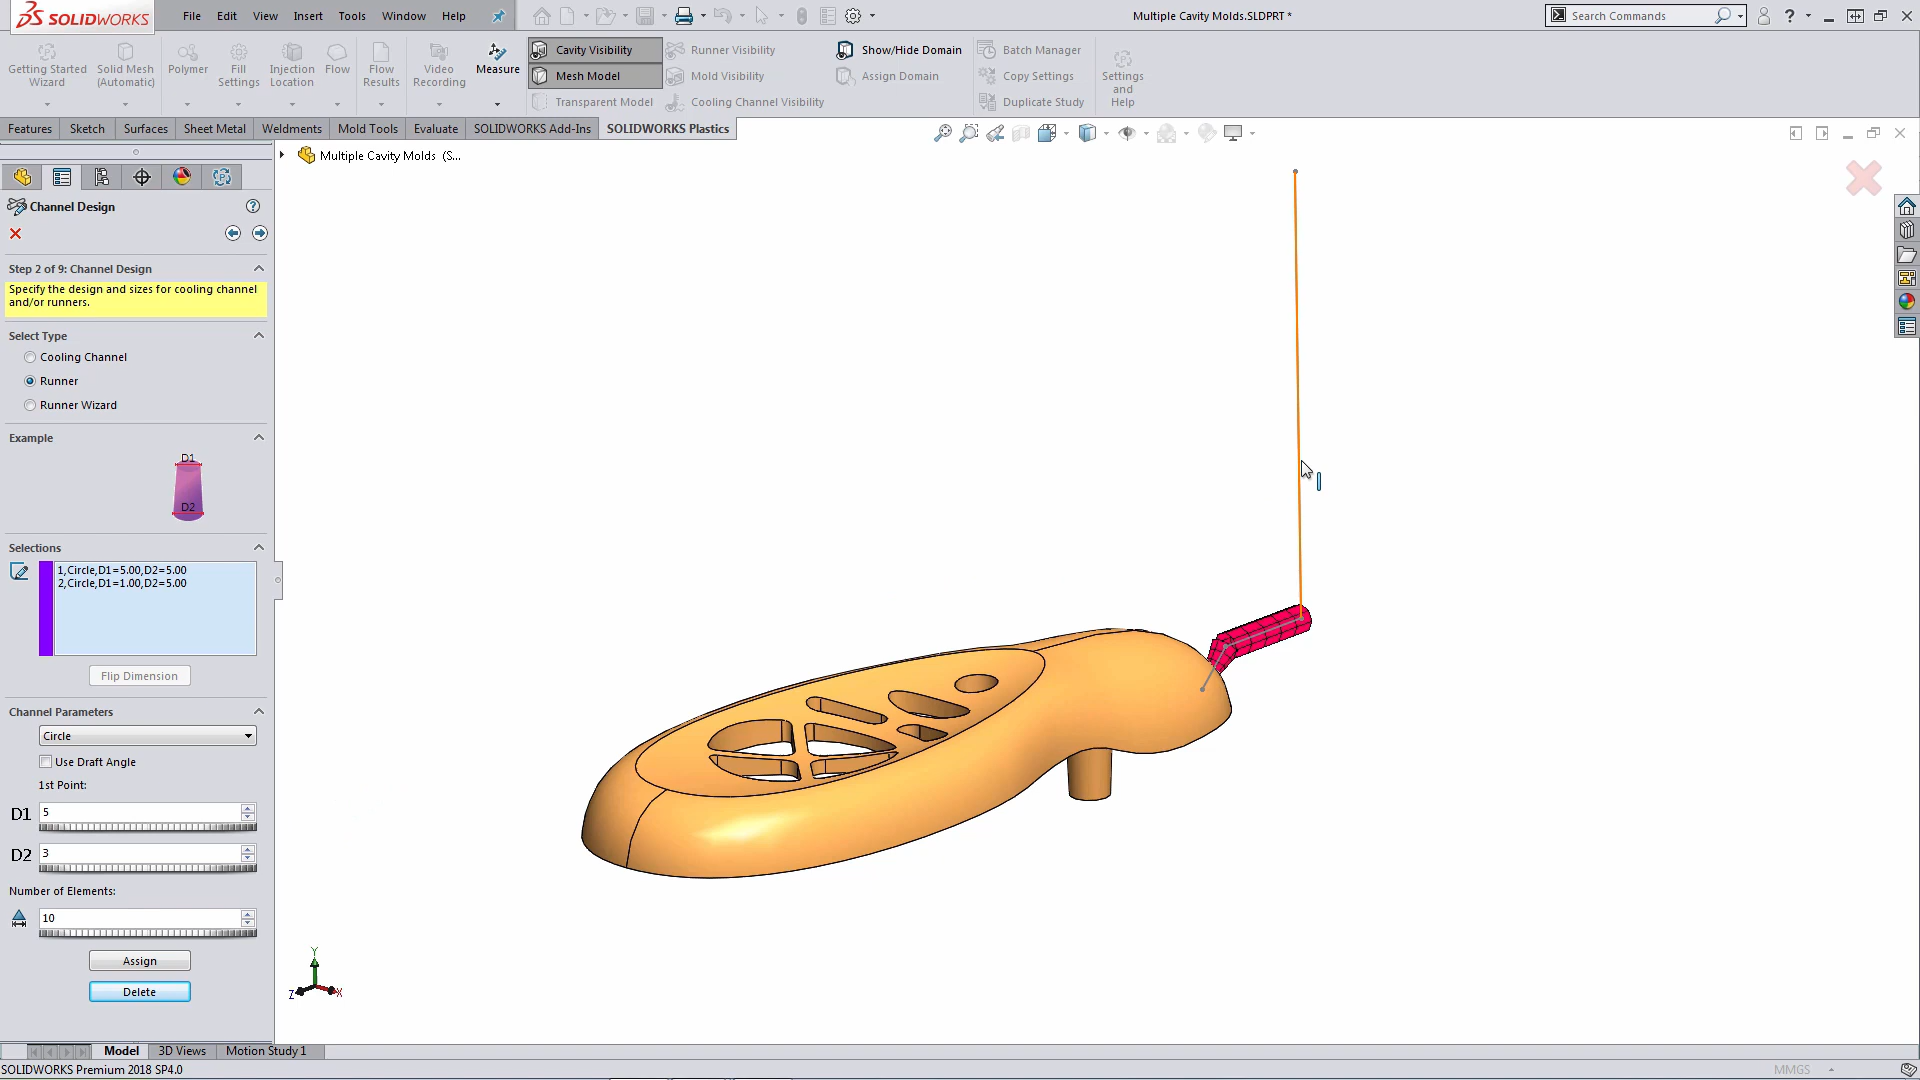 SOLIDWORKS
File Edit View Insert Tools Window Help
Multiple Cavity Molds.SLDPRT *
Search Commands
Getting Started Wizard
Solid Mesh (Automatic)
Polymer
Fill Settings
Injection Location
Flow
Flow Results
Video Recording
Measure
Cavity Visibility
Mesh Model
Transparent Model
Runner Visibility
Mold Visibility
Cooling Channel Visibility
Show/Hide Domain
Assign Domain
Batch Manager
Copy Settings
Duplicate Study
Settings and Help
Features Sketch Surfaces Sheet Metal Weldments Mold Tools Evaluate SOLIDWORKS Add-Ins SOLIDWORKS Plastics
Multiple Cavity Molds (S...
Channel Design
Step 2 of 9: Channel Design
Specify the design and sizes for cooling channel
and/or runners.
Select Type
Cooling Channel
Runner
Runner Wizard
Example
D1
D2
Selections
1,Circle,D1=5.00,D2=5.00
2,Circle,D1=1.00,D2=5.00
Flip Dimension
Channel Parameters
Circle
Use Draft Angle
1st Point:
D1 5
D2 3
Number of Elements:
10
Assign
Delete
Y
Z X
Model 3D Views Motion Study 1
SOLIDWORKS Premium 2018 SP4.0
MMGS